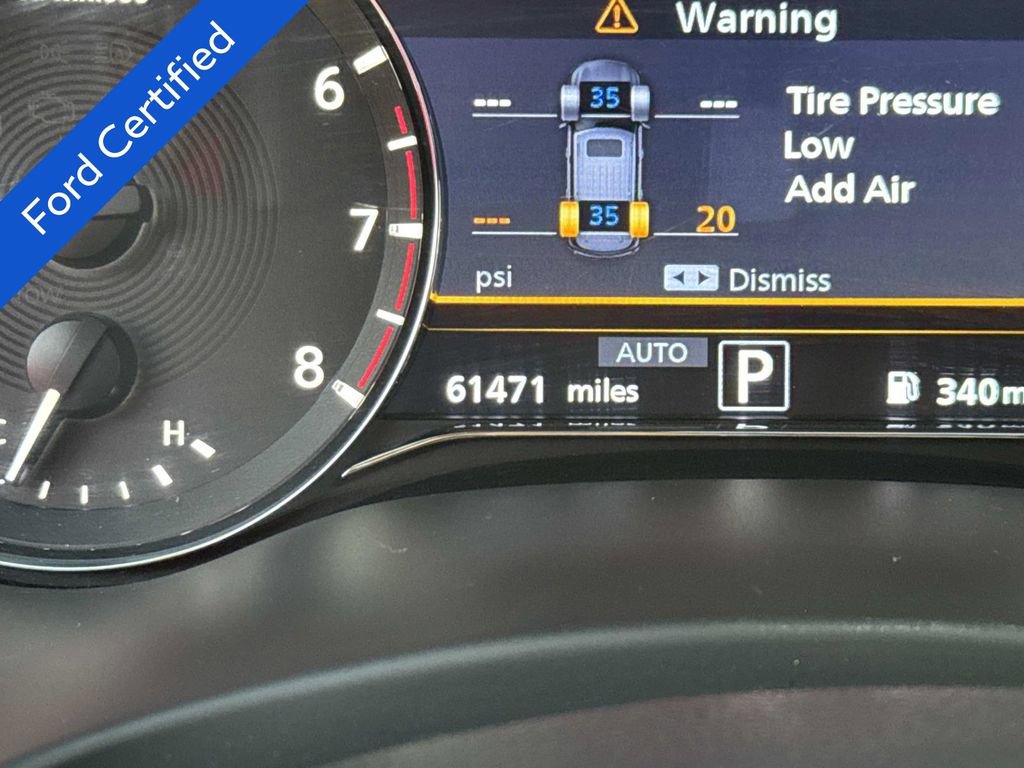 Ford Certified
Warning
6
7
8
C
H
---
35
---
---
35
20
Tire Pressure
Low
Add Air
psi
Dismiss
AUTO
61471 miles
P
340